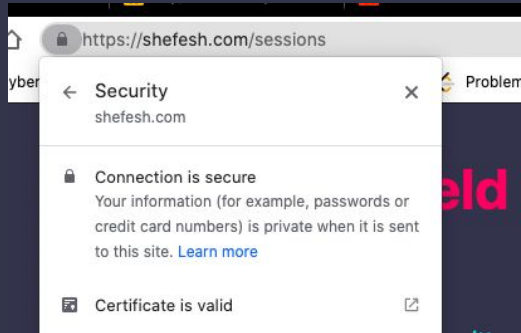 https://shefesh.com/sessions
yber
Problem
Security
shefesh.com
eld
Connection is secure
Your information (for example, passwords or
credit card numbers) is private when it is sent
to this site. Learn more
Certificate is valid